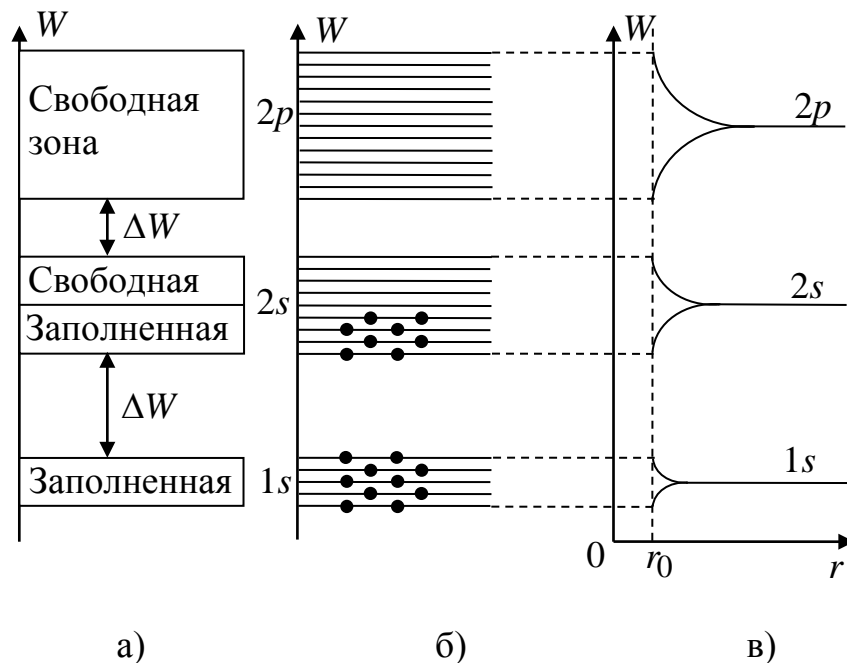 W
Свободная
зона
ΔW
Свободная
Заполненная
ΔW
Заполненная
а)
W
2p
2s
1s
б)
W
2p
2s
1s
0
r0
r
в)